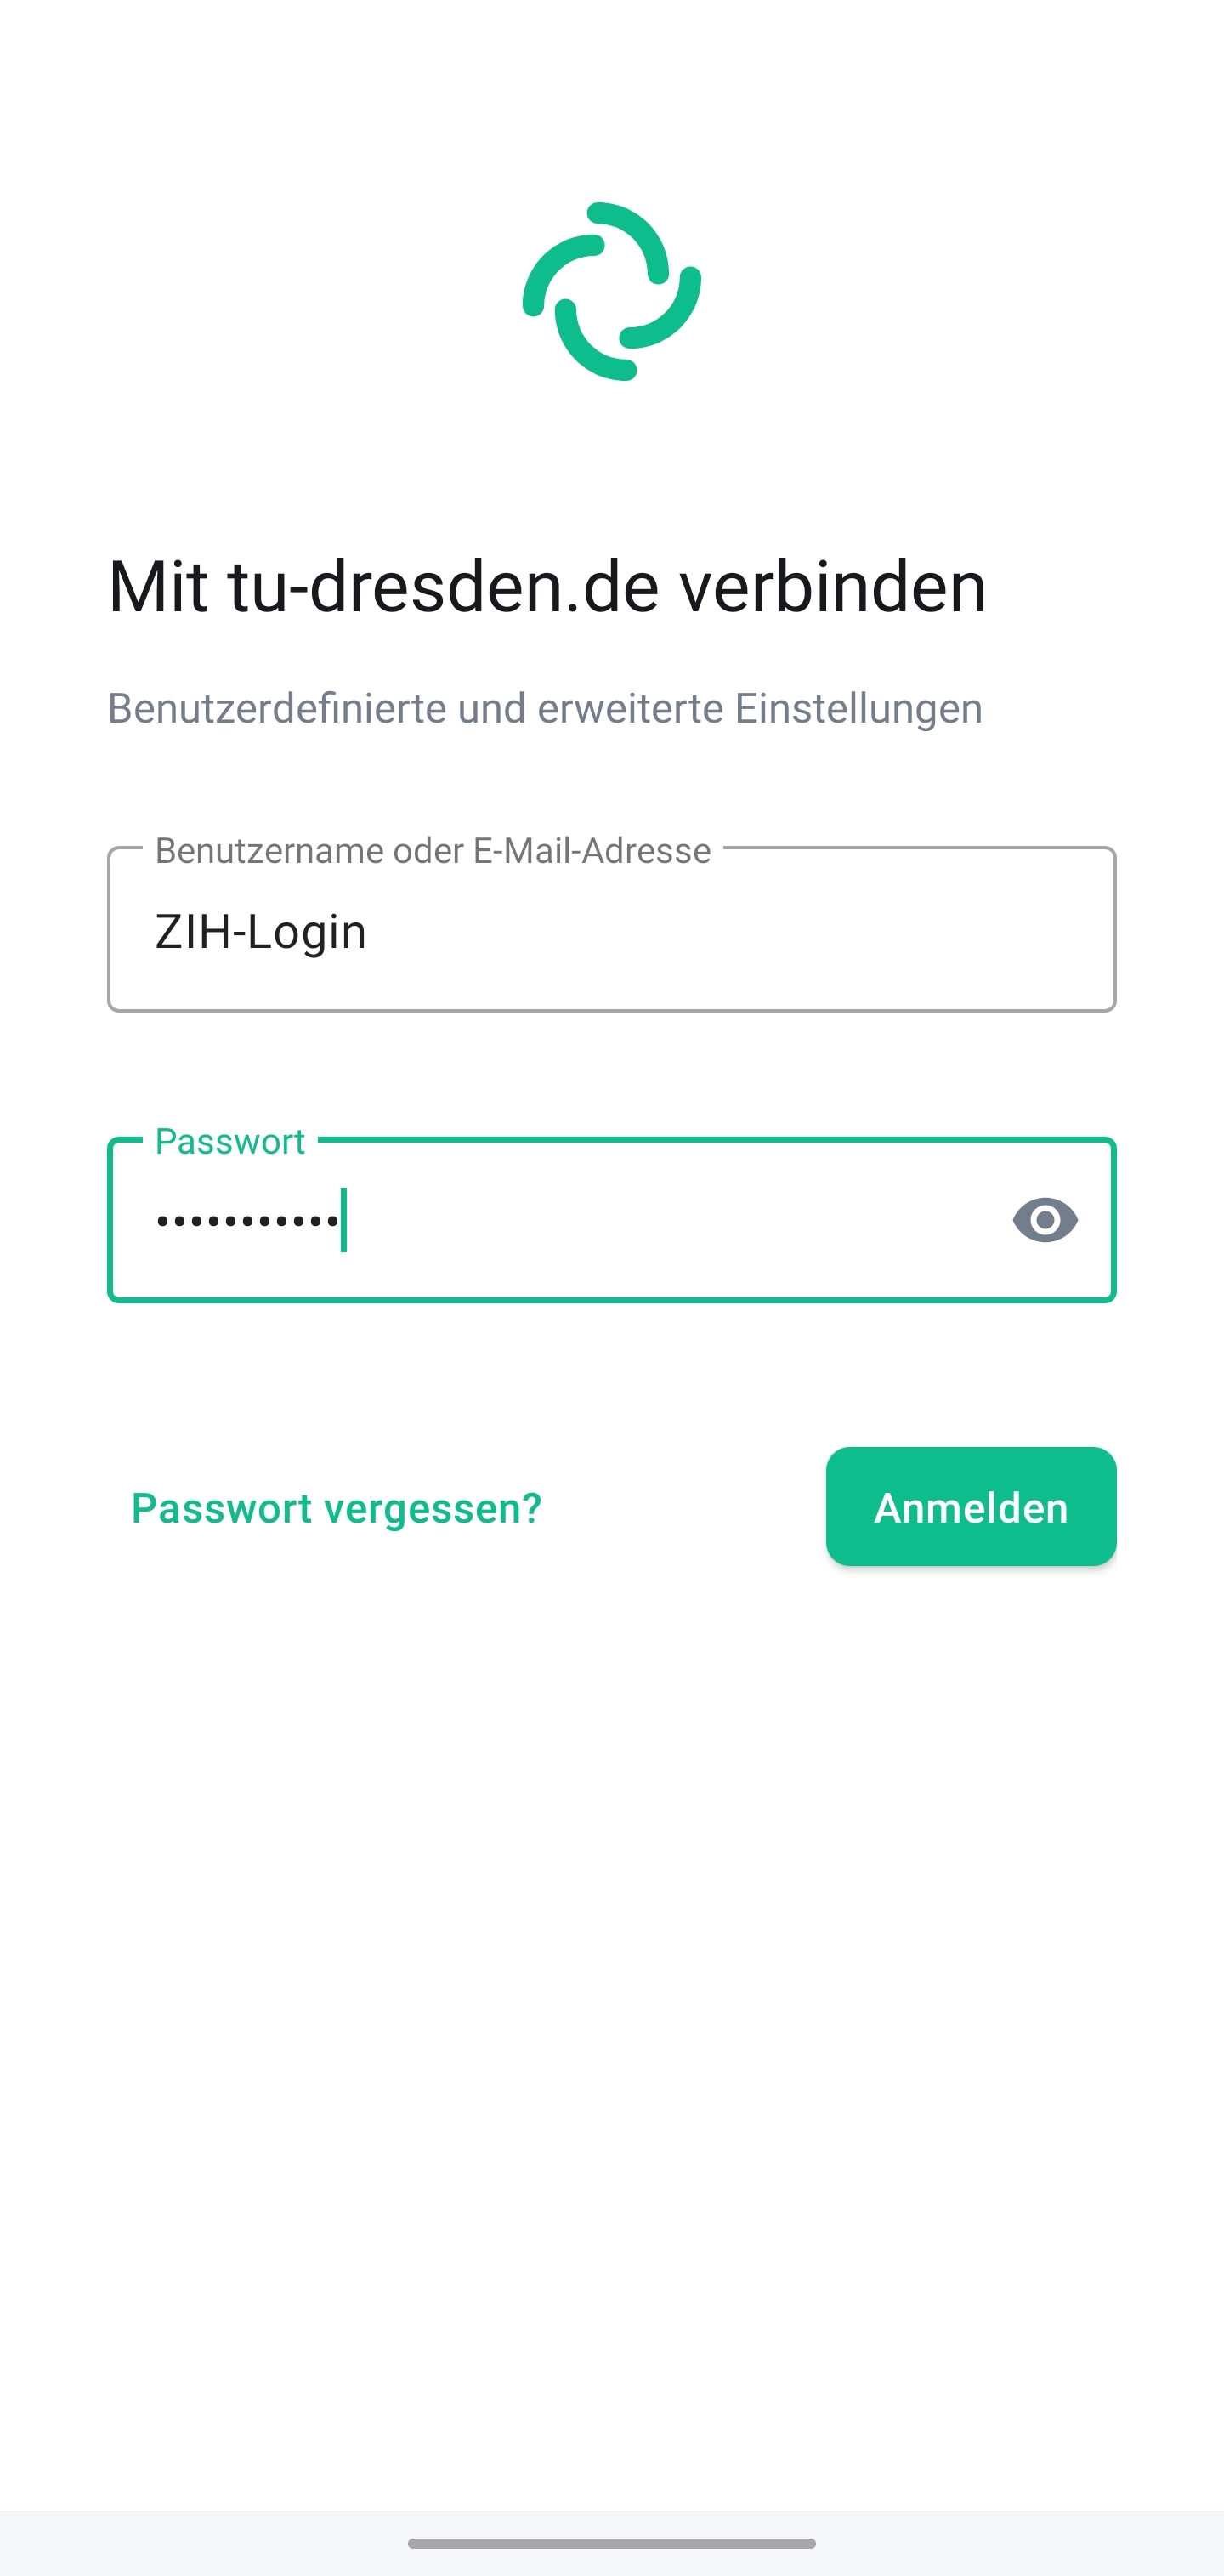 Mit tu-dresden.de verbinden
Benutzerdefinierte und erweiterte Einstellungen
Benutzername oder E-Mail-Adresse
ZIH-Login
Passwort
•••••••••••
Passwort vergessen?
Anmelden